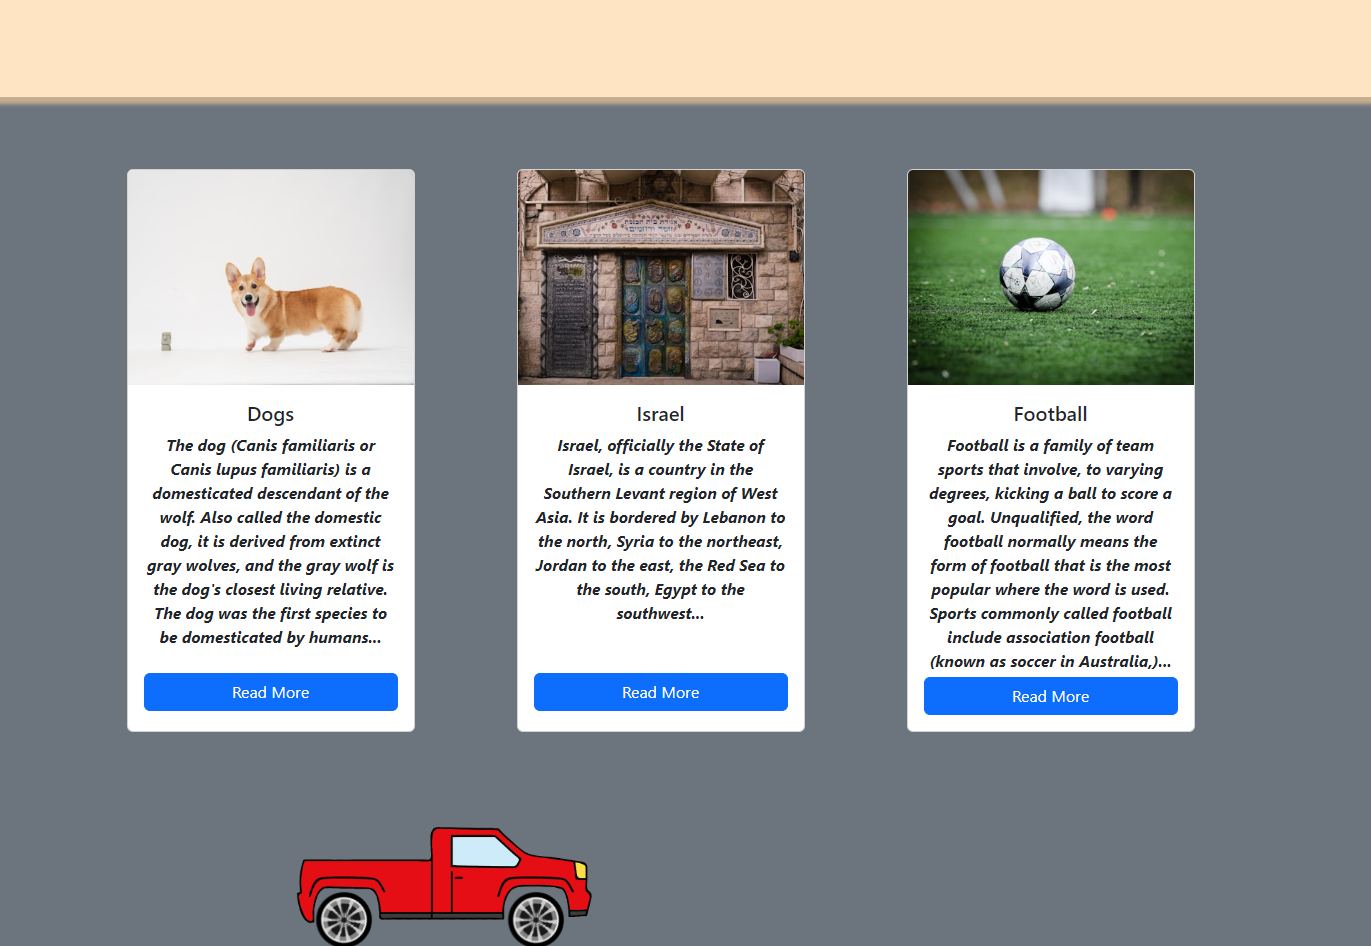 אגודת בית הכנסת
חסד ורחמים
Dogs
The dog (Canis familiaris or
Canis lupus familiaris) is a
domesticated descendant of the
wolf. Also called the domestic
dog, it is derived from extinct
gray wolves, and the gray wolf is
the dog's closest living relative.
The dog was the first species to
be domesticated by humans...
Read More
Israel
Israel, officially the State of
Israel, is a country in the
Southern Levant region of West
Asia. It is bordered by Lebanon to
the north, Syria to the northeast,
Jordan to the east, the Red Sea to
the south, Egypt to the
southwest...
Read More
Football
Football is a family of team
sports that involve, to varying
degrees, kicking a ball to score a
goal. Unqualified, the word
football normally means the
form of football that is the most
popular where the word is used.
Sports commonly called football
include association football
(known as soccer in Australia,)...
Read More